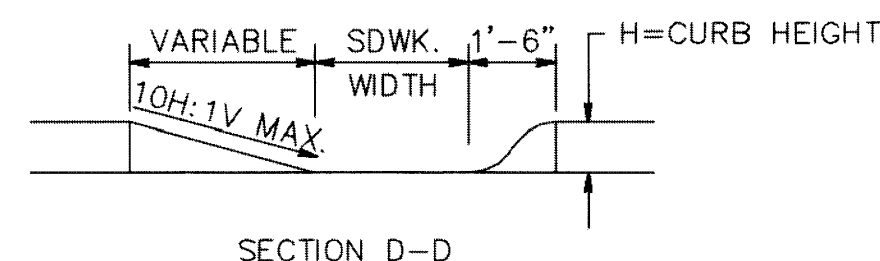 VARIABLE
SDWK. WIDTH
1'-6"
H=CURB HEIGHT
10H:1V MAX.
SECTION D-D